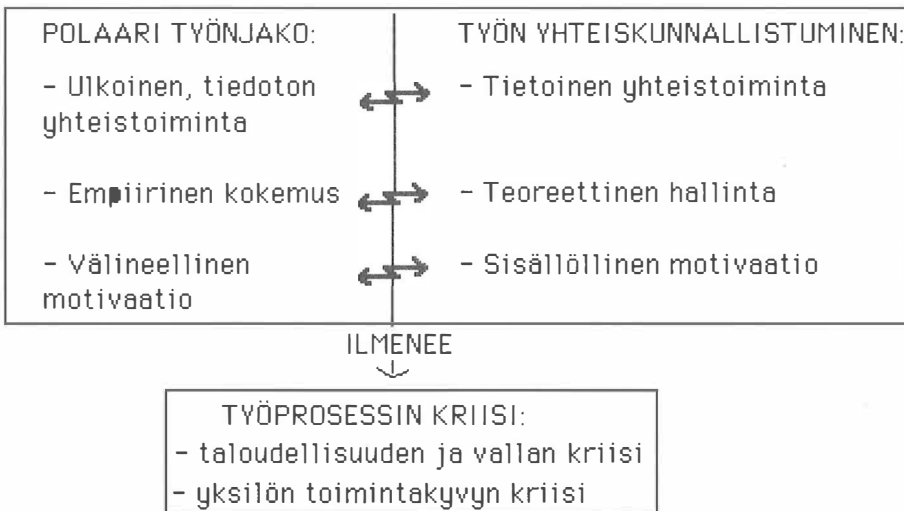 POLAARI TYÖNJAKO:
- Ulkoinen, tiedoton
yhteistoiminta
- Empiirinen kokemus
- Välineellinen
motivaatio
TYÖN YHTEISKUNNALLISTUMINEN:
- Tietoinen yhteistoiminta
- Teoreettinen hallinta
- Sisällöllinen motivaatio
ILMENEE
TYÖPROSESSIN KRIISI:
- taloudellisuuden ja vallan kriisi
- yksilön toimintakyvyn kriisi